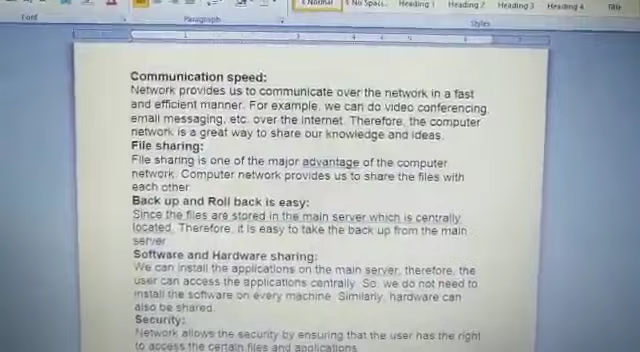 Font
Paragraph
Styles
Normal
No Spaci...
Heading 1
Heading 2
Heading 3
Heading 4
Title
Communication speed:
Network provides us to communicate over the network in a fast
and efficient manner. For example, we can do video conferencing,
email messaging, etc. over the internet. Therefore, the computer
network is a great way to share our knowledge and ideas.
File sharing:
File sharing is one of the major advantage of the computer
network. Computer network provides us to share the files with
each other.
Back up and Roll back is easy:
Since the files are stored in the main server which is centrally
located. Therefore, it is easy to take the back up from the main
server.
Software and Hardware sharing:
We can install the applications on the main server, therefore, the
user can access the applications centrally. So, we do not need to
install the software on every machine. Similarly, hardware can
also be shared.
Security:
Network allows the security by ensuring that the user has the right
to access the certain files and applications.